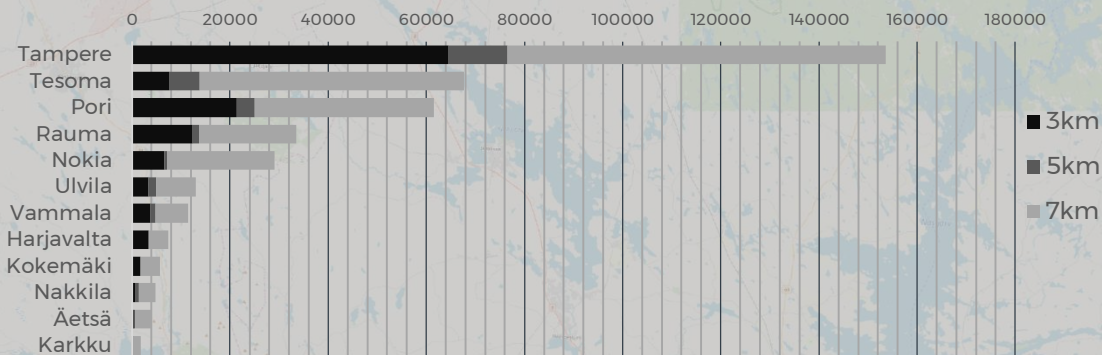 0 20000 40000 60000 80000 100000 120000 140000 160000 180000
Tampere
Tesoma
Pori
Rauma
Nokia
Ulvila
Vammala
Harjavalta
Kokemäki
Nakkila
Äetsä
Karkku
3km
5km
7km